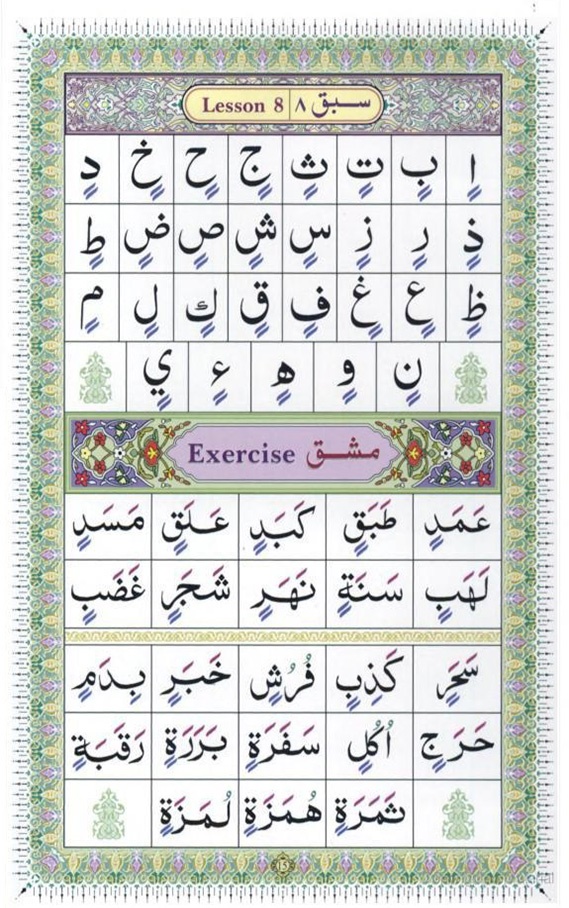 Lesson 8 سبق ٨
اٍ بٍ تٍ ثٍ جٍ حٍ خٍ دٍ
ذٍ رٍ زٍ سٍ شٍ صٍ ضٍ طٍ
ظٍ عٍ غٍ فٍ قٍ كٍ لٍ مٍ
نٍ وٍ هٍ ءٍ يٍ
Exercise مشق
عَمَدٍ طَبَقٍ كَبَدٍ عَلَقٍ مَسَدٍ
لَهَبٍ سَنَةٍ نَهَرٍ شَجَرٍ غَضَبٍ
سَحَرٍ كَذِبٍ فُرُشٍ خَبَرٍ بِدَمٍ
حَرَجٍ اُكُلٍ سَفَرَةٍ بَرَرَةٍ رَقَبَةٍ
ثَمَرَةٍ هُمَزَةٍ لُمَزَةٍ
15